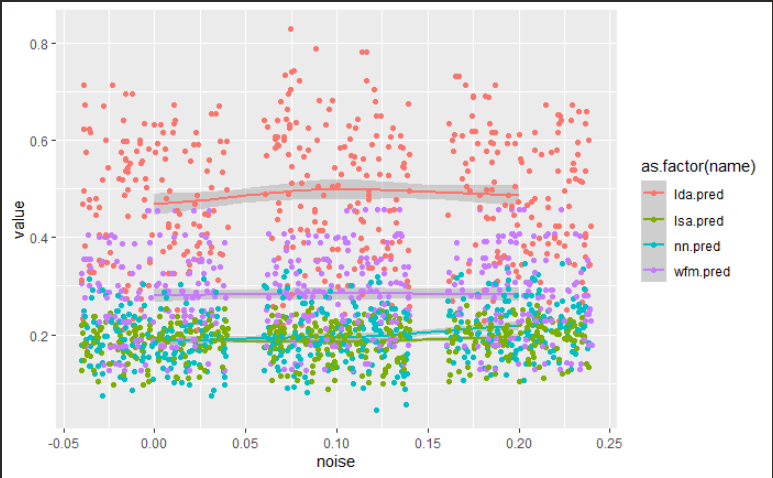 0.8
0.6
0.4
0.2
value
-0.05
0.00
0.05
0.10
0.15
0.20
0.25
noise
as.factor(name)
lda.pred
lsa.pred
nn.pred
wfm.pred